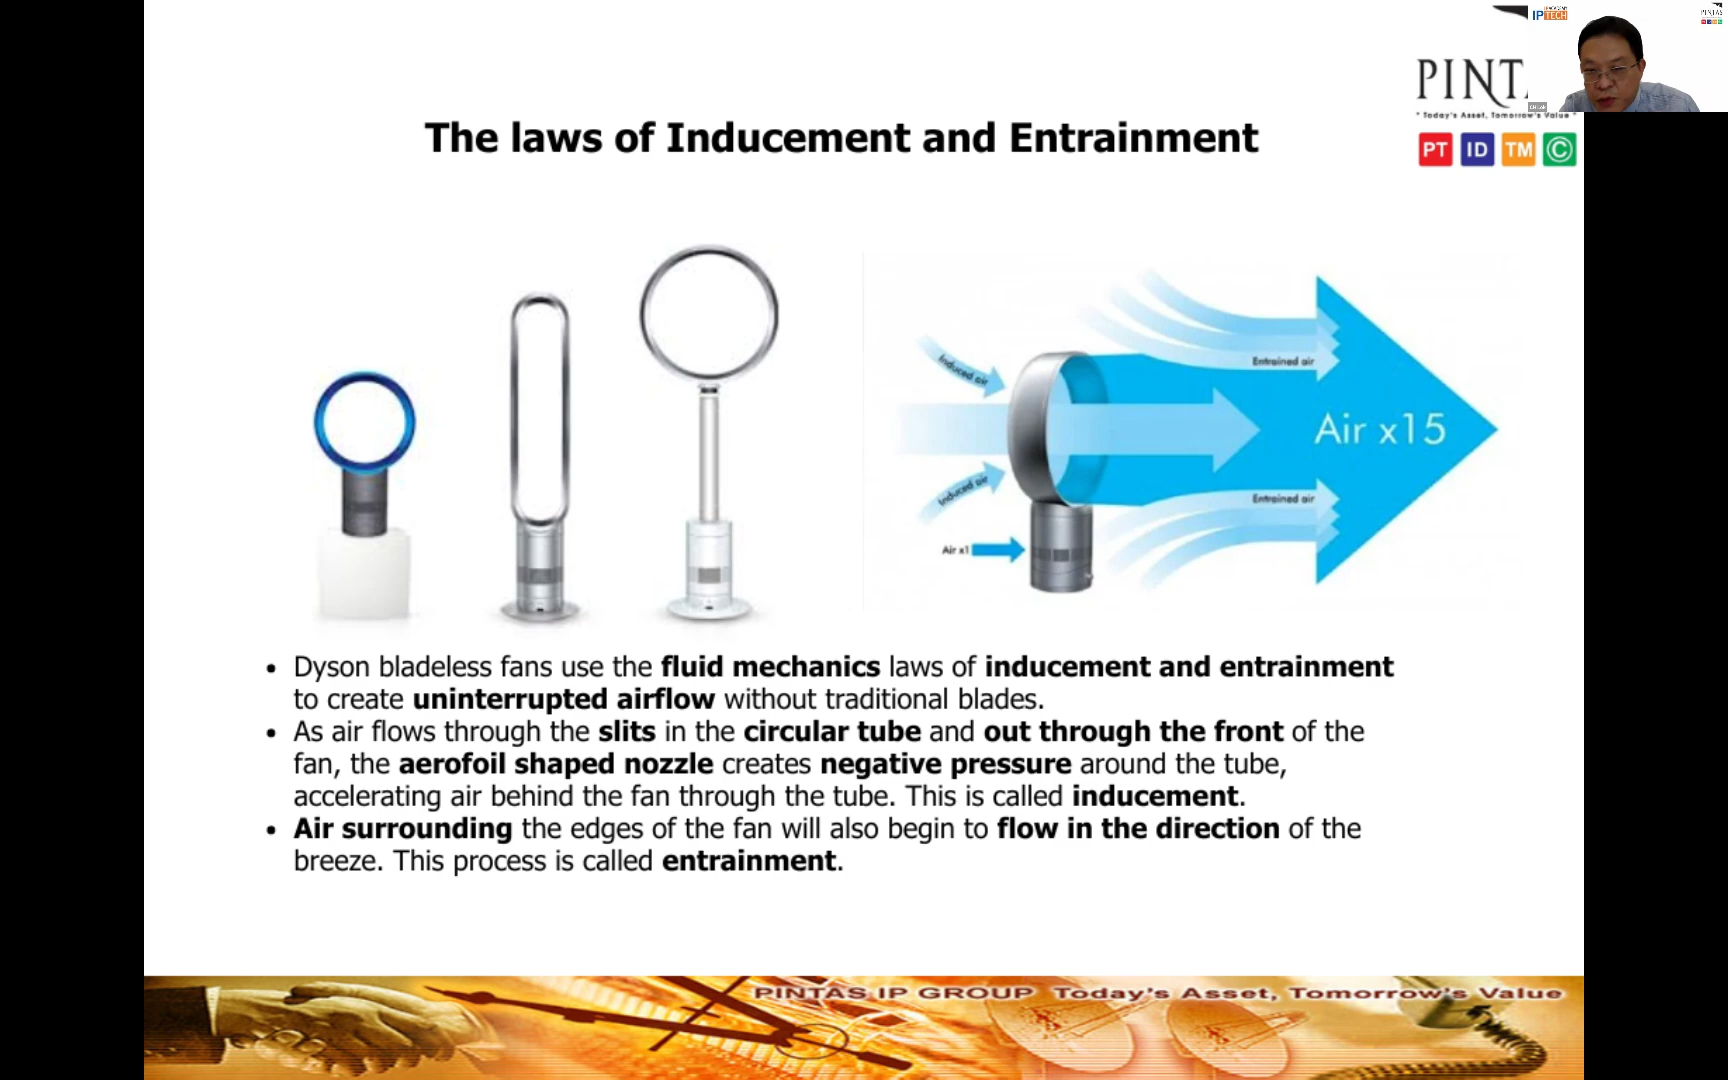 IPTECH
PINTAS
PINT
" Today's Asset, Tomorrow's Value "
PT ID TM ©
The laws of Inducement and Entrainment
Induced air
Entrained air
Air x15
Induced air
Entrained air
Air x1
• Dyson bladeless fans use the fluid mechanics laws of inducement and entrainment
to create uninterrupted airflow without traditional blades.
• As air flows through the slits in the circular tube and out through the front of the
fan, the aerofoil shaped nozzle creates negative pressure around the tube,
accelerating air behind the fan through the tube. This is called inducement.
• Air surrounding the edges of the fan will also begin to flow in the direction of the
breeze. This process is called entrainment.
PINTAS IP GROUP Today's Asset, Tomorrow's Value